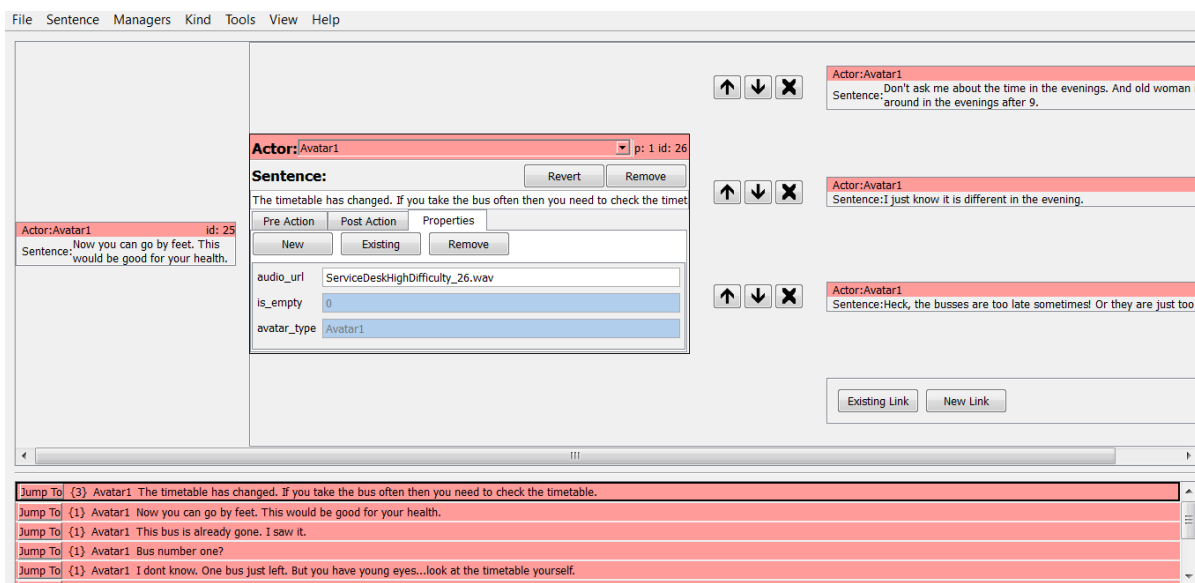 File Sentence Managers Kind Tools View Help
Actor:Avatar1 id: 25
Sentence: Now you can go by feet. This
would be good for your health.
Actor: Avatar1 p: 1 id: 26
Sentence: Revert Remove
The timetable has changed. If you take the bus often then you need to check the timet
Pre Action Post Action Properties
New Existing Remove
audio_url ServiceDeskHighDifficulty_26.wav
is_empty 0
avatar_type Avatar1
Actor:Avatar1
Sentence: Don't ask me about the time in the evenings. And old woman
around in the evenings after 9.
Actor:Avatar1
Sentence:I just know it is different in the evening.
Actor:Avatar1
Sentence:Heck, the busses are too late sometimes! Or they are just too
Existing Link New Link
Jump To {3} Avatar1 The timetable has changed. If you take the bus often then you need to check the timetable.
Jump To {1} Avatar1 Now you can go by feet. This would be good for your health.
Jump To {1} Avatar1 This bus is already gone. I saw it.
Jump To {1} Avatar1 Bus number one?
Jump To {1} Avatar1 I dont know. One bus just left. But you have young eyes...look at the timetable yourself.